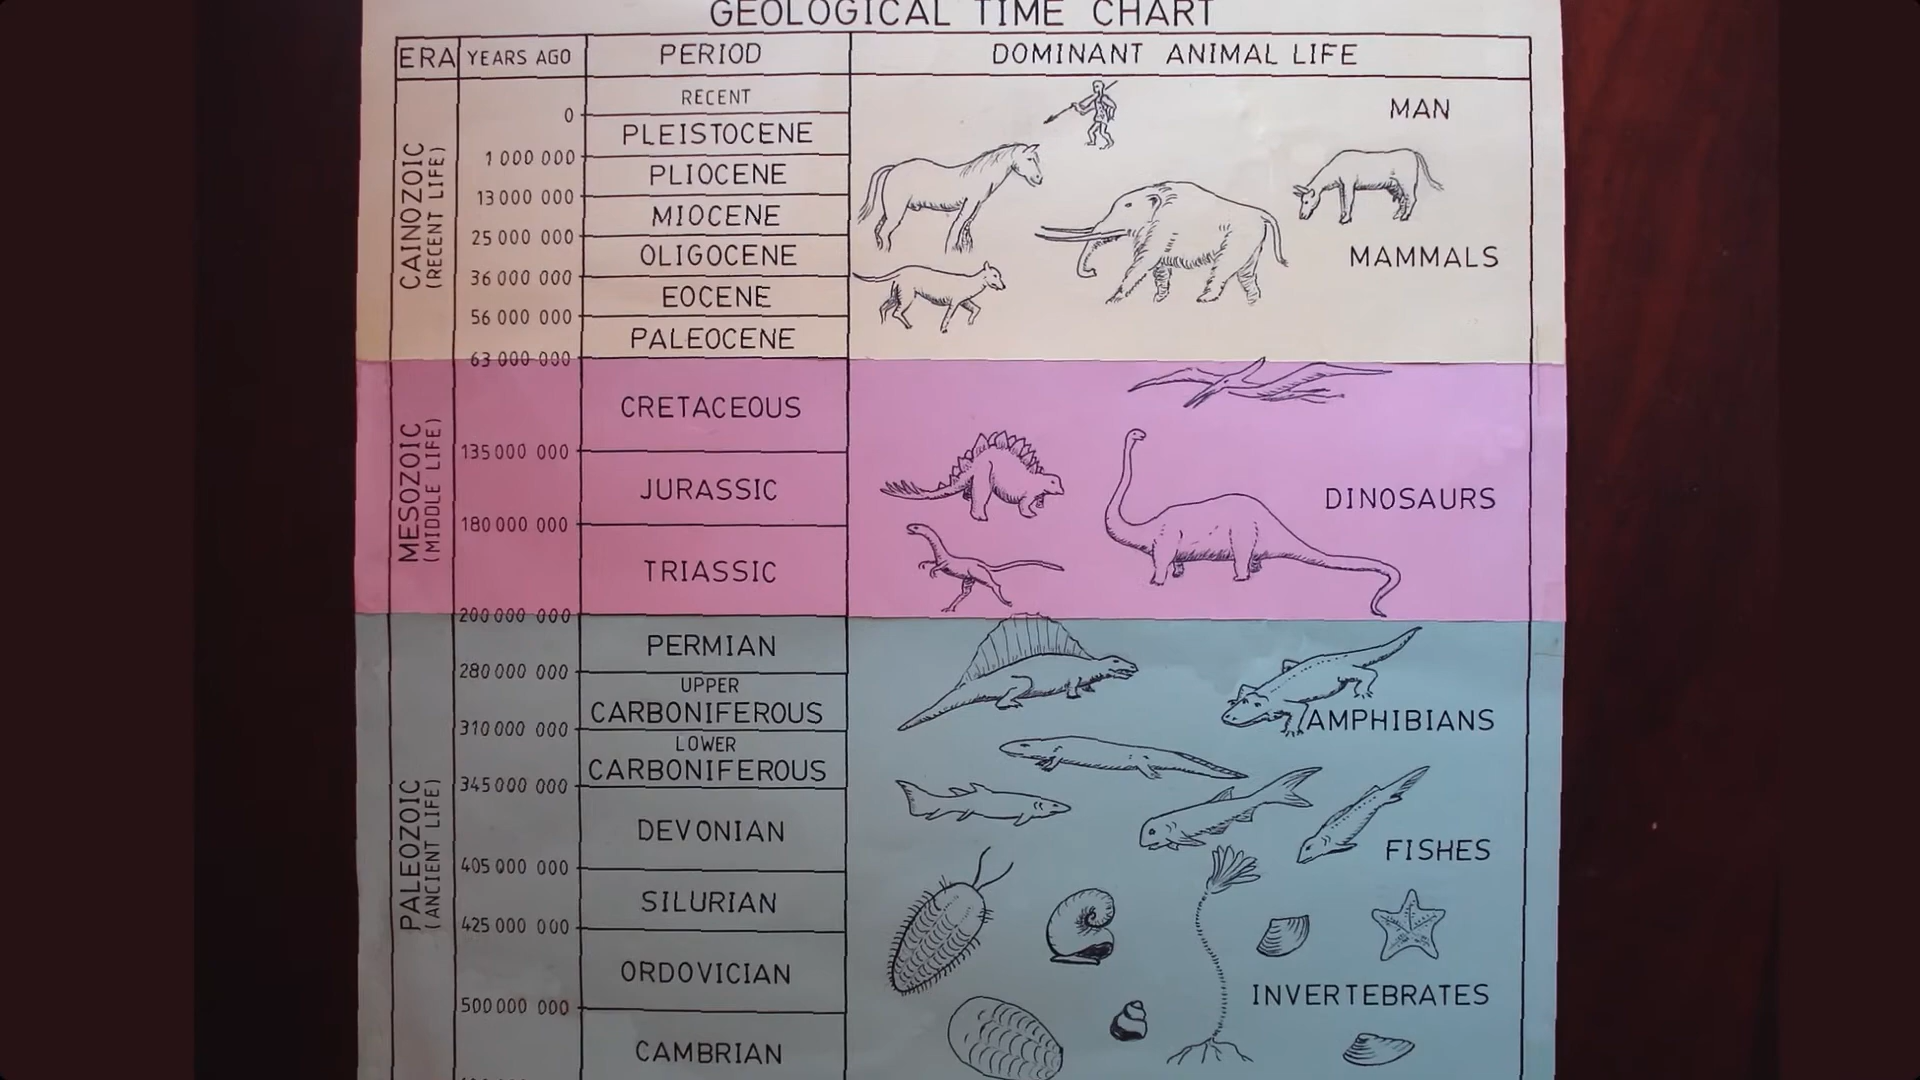 GEOLOGICAL TIME CHART
ERA
YEARS AGO
PERIOD
DOMINANT ANIMAL LIFE
CAINOZOIC
(RECENT LIFE)
RECENT
0
PLEISTOCENE
1 000 000
PLIOCENE
13 000 000
MIOCENE
25 000 000
OLIGOCENE
36 000 000
EOCENE
56 000 000
PALEOCENE
63 000 000
MAN
MAMMALS
MESOZOIC
(MIDDLE LIFE)
CRETACEOUS
135 000 000
JURASSIC
180 000 000
TRIASSIC
200 000 000
DINOSAURS
PALEOZOIC
(ANCIENT LIFE)
PERMIAN
280 000 000
UPPER
CARBONIFEROUS
310 000 000
LOWER
CARBONIFEROUS
345 000 000
DEVONIAN
405 000 000
SILURIAN
425 000 000
ORDOVICIAN
500 000 000
CAMBRIAN
AMPHIBIANS
FISHES
INVERTEBRATES